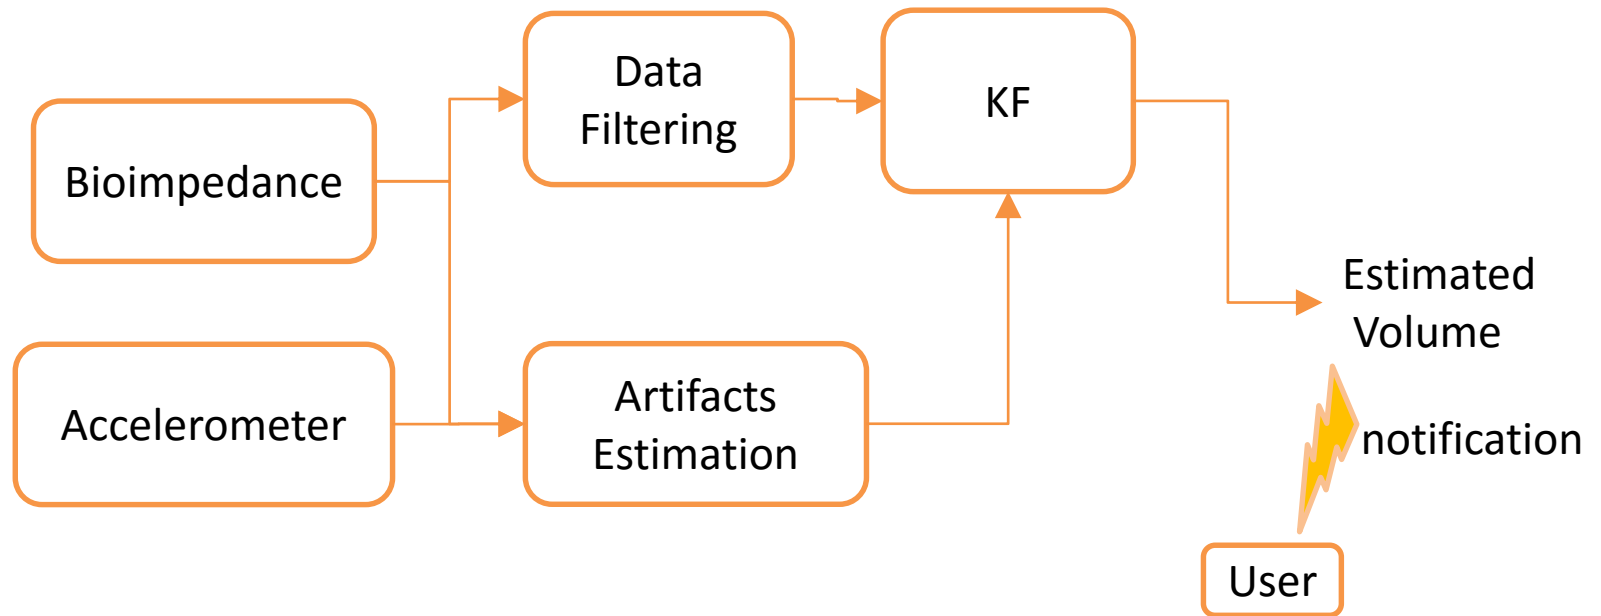 Data
Filtering
KF
Bioimpedance
Estimated
Volume
Accelerometer
Artifacts
Estimation
notification
User